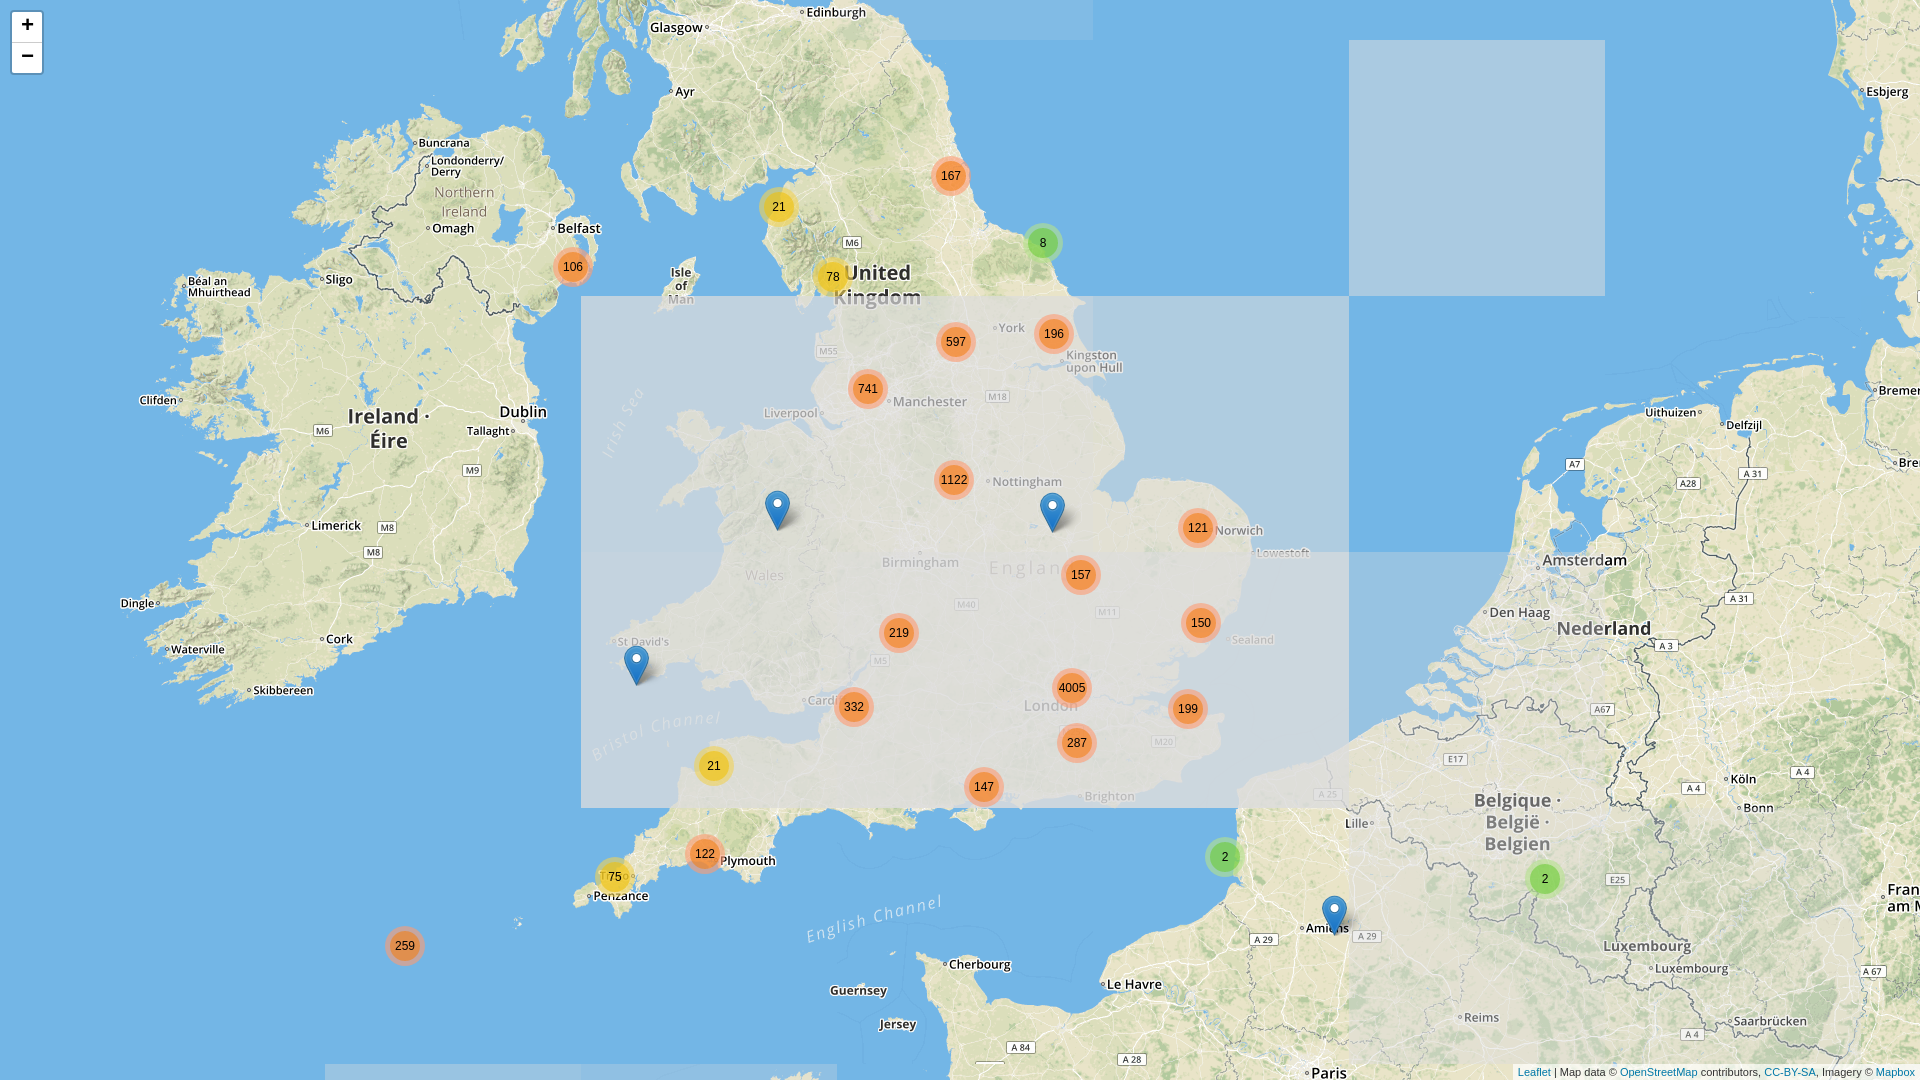 +
−
Edinburgh
Glasgow
Ayr
Esbjerg
Buncrana
Londonderry/
Derry
Northern
Ireland
Omagh
Belfast
167
21
8
M6
106
78
United
Kingdom
Isle
of
Man
Sligo
Béal an
Mhuirthead
York
196
597
M55
Kingston
upon Hull
741
Manchester
M18
Liverpool
Irish Sea
Clifden
Ireland ·
Éire
Dublin
Tallaght
M6
M9
Bremer
Uithuizen
Delfzijl
A7
A 31
A28
1122
Nottingham
Limerick
M8
M8
121
Norwich
Lowestoft
Birmingham
Wales
157
Amsterdam
Dingle
M40
M11
A 31
Den Haag
Nederland
150
Sealand
219
Cork
Waterville
St David's
M5
A 3
Skibbereen
4005
London
332
199
A67
Bristol Channel
287
M20
E17
21
147
Brighton
A 25
A 4
Köln
A 4
Bonn
Belgique ·
België ·
Belgien
Lille
122
Plymouth
2
75
Penzance
2
E25
English Channel
Amiens
A 29
A 29
259
Luxembourg
Luxembourg
A 67
Cherbourg
Le Havre
Guernsey
Jersey
Reims
Saarbrücken
A 4
A 84
A 28
Paris
Leaflet | Map data © OpenStreetMap contributors, CC-BY-SA, Imagery © Mapbox